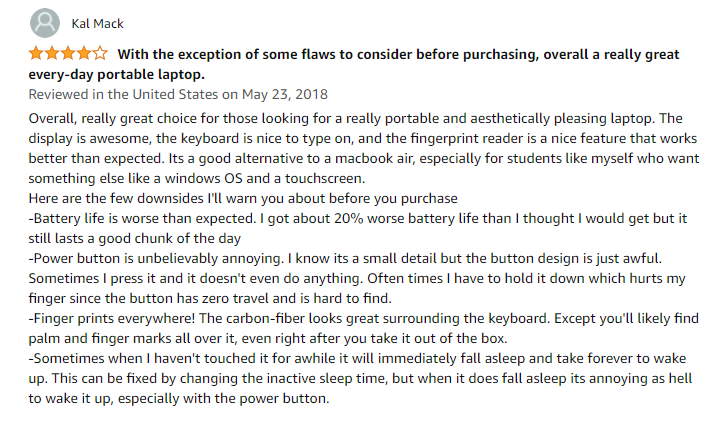 Kal Mack
With the exception of some flaws to consider before purchasing, overall a really great
every-day portable laptop.
Reviewed in the United States on May 23, 2018
Overall, really great choice for those looking for a really portable and aesthetically pleasing laptop. The
display is awesome, the keyboard is nice to type on, and the fingerprint reader is a nice feature that works
better than expected. Its a good alternative to a macbook air, especially for students like myself who want
something else like a windows OS and a touchscreen.
Here are the few downsides I'll warn you about before you purchase
-Battery life is worse than expected. I got about 20% worse battery life than I thought I would get but it
still lasts a good chunk of the day
-Power button is unbelievably annoying. I know its a small detail but the button design is just awful.
Sometimes I press it and it doesn't even do anything. Often times I have to hold it down which hurts my
finger since the button has zero travel and is hard to find.
-Finger prints everywhere! The carbon-fiber looks great surrounding the keyboard. Except you'll likely find
palm and finger marks all over it, even right after you take it out of the box.
-Sometimes when I haven't touched it for awhile it will immediately fall asleep and take forever to wake
up. This can be fixed by changing the inactive sleep time, but when it does fall asleep its annoying as hell
to wake it up, especially with the power button.